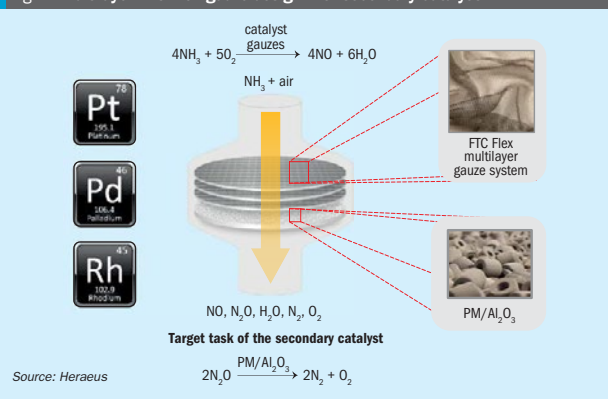 catalyst
gauzes
4NH₃ + 5O₂ → 4NO + 6H₂O
NH₃ + air
78
Pt
195.1
Platinum
46
Pd
106.4
Palladium
45
Rh
102.9
Rhodium
FTC Flex
multilayer
gauze system
PM/Al₂O₃
NO, N₂O, H₂O, N₂, O₂
Target task of the secondary catalyst
PM/Al₂O₃
2N₂O → 2N₂ + O₂
Source: Heraeus